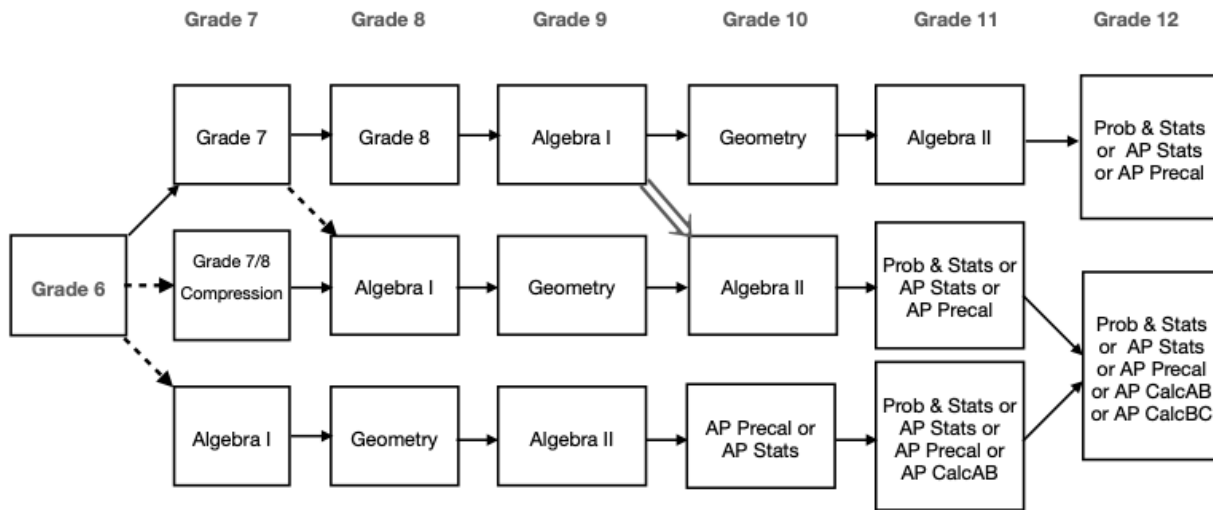 Grade 7
Grade 8
Grade 9
Grade 10
Grade 11
Grade 12
Grade 7
Grade 8
Algebra I
Geometry
Algebra II
Prob & Stats
or AP Stats
or AP Precal
Grade 6
Grade 7/8
Compression
Algebra I
Geometry
Algebra II
Prob & Stats or
AP Stats or
AP Precal
Prob & Stats
or AP Stats
or AP Precal
or AP CalcAB
or AP CalcBC
Algebra I
Geometry
Algebra II
AP Precal or
AP Stats
Prob & Stats or
AP Stats or
AP Precal or
AP CalcAB